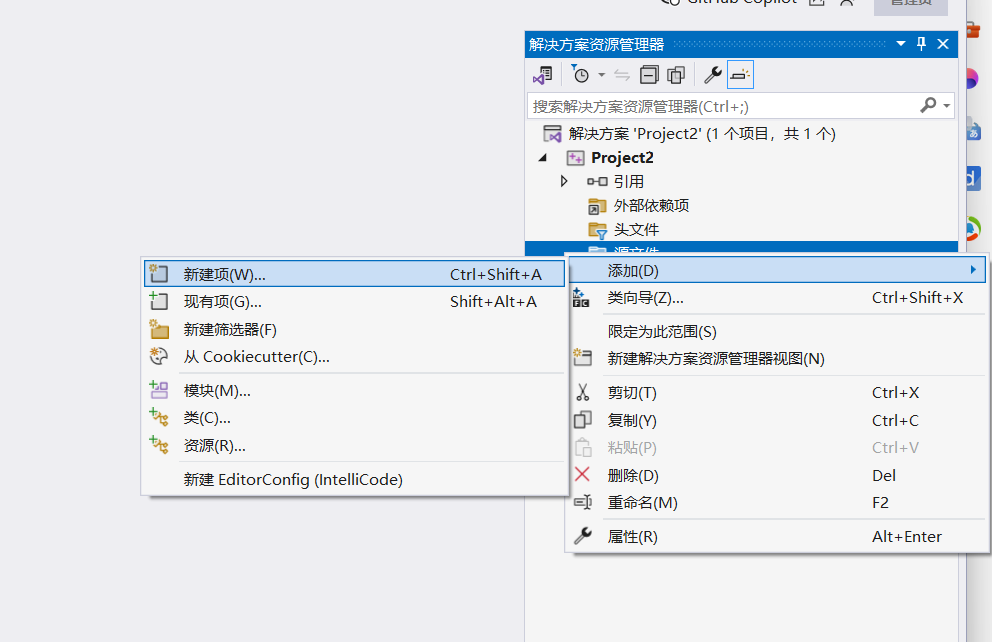 GitHub Copilot
管理员
解决方案资源管理器
搜索解决方案资源管理器(Ctrl+;)
解决方案 'Project2' (1 个项目，共 1 个)
Project2
引用
外部依赖项
头文件
源文件
新建项(W)... Ctrl+Shift+A
现有项(G)... Shift+Alt+A
新建筛选器(F)
从 Cookiecutter(C)...
模块(M)...
类(C)...
资源(R)...
新建 EditorConfig (IntelliCode)
添加(D)
类向导(Z)... Ctrl+Shift+X
限定为此范围(S)
新建解决方案资源管理器视图(N)
剪切(T) Ctrl+X
复制(Y) Ctrl+C
粘贴(P) Ctrl+V
删除(D) Del
重命名(M) F2
属性(R) Alt+Enter